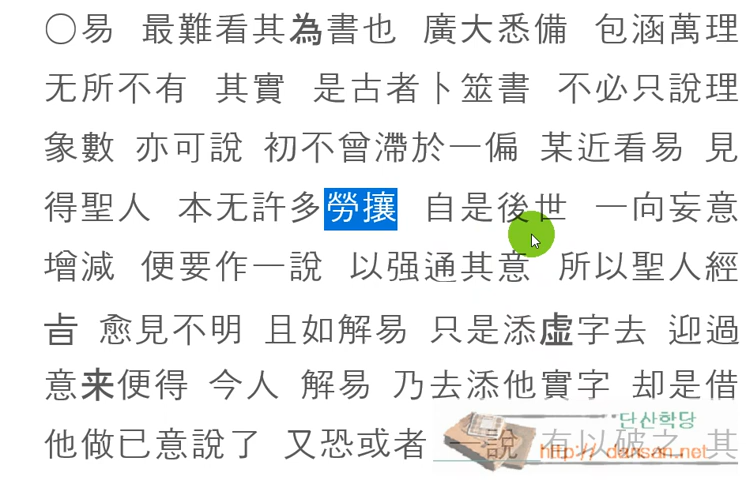 ○易 最難看其為書也 廣大悉備 包涵萬理
无所不有 其實 是古者卜筮書 不必只說理
象數 亦可說 初不曾滯於一偏 某近看易 見
得聖人 本无許多勞攘 自是後世 一向妄意
增減 便要作一說 以强通其意 所以聖人經
㫖 愈見不明 且如解易 只是添虛字去 迎過
意来便得 今人 解易 乃去添他實字 却是借
他做已意說了 又恐或者 一說 有以破之 其
단산학당
http://dansan.net